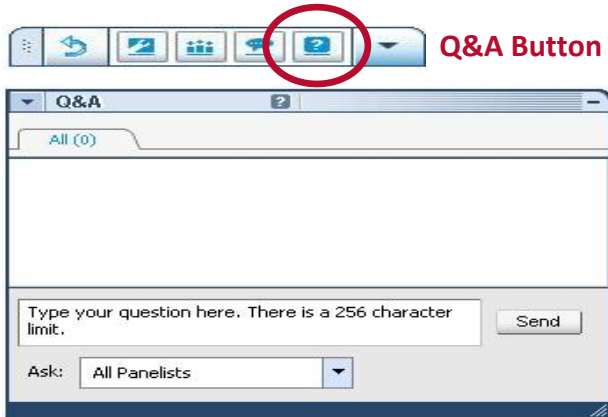 ?
Q&A Button
Q&A ?
All (0)
Type your question here. There is a 256 character
limit.
Send
Ask: All Panelists